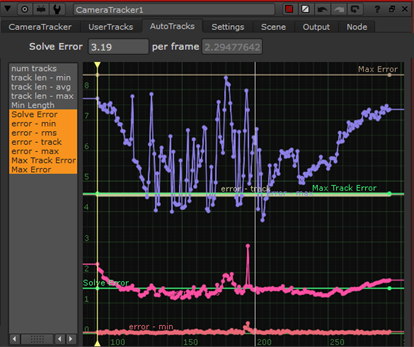 CameraTracker1
CameraTracker UserTracks AutoTracks Settings Scene Output Node
Solve Error 3.19 per frame 2.29477642
num tracks
track len - min
track len - avg
track len - max
Min Length
Solve Error
error - min
error - rms
error - track
error - max
Max Track Error
Max Error
Max Error
8
7
6
5
error - track
Max Track Error
4
3
2
Solve Error
1
error - min
0
100 150 200 250